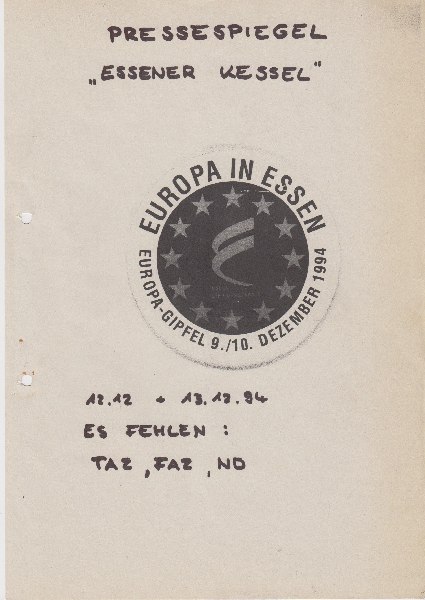 PRESSESPIEGEL
„ESSENER KESSEL"
EUROPA IN ESSEN
EUROPA-GIPFEL 9./10. DEZEMBER 1994
12.12 + 13.12.94
ES FEHLEN :
TAZ, FAZ, ND